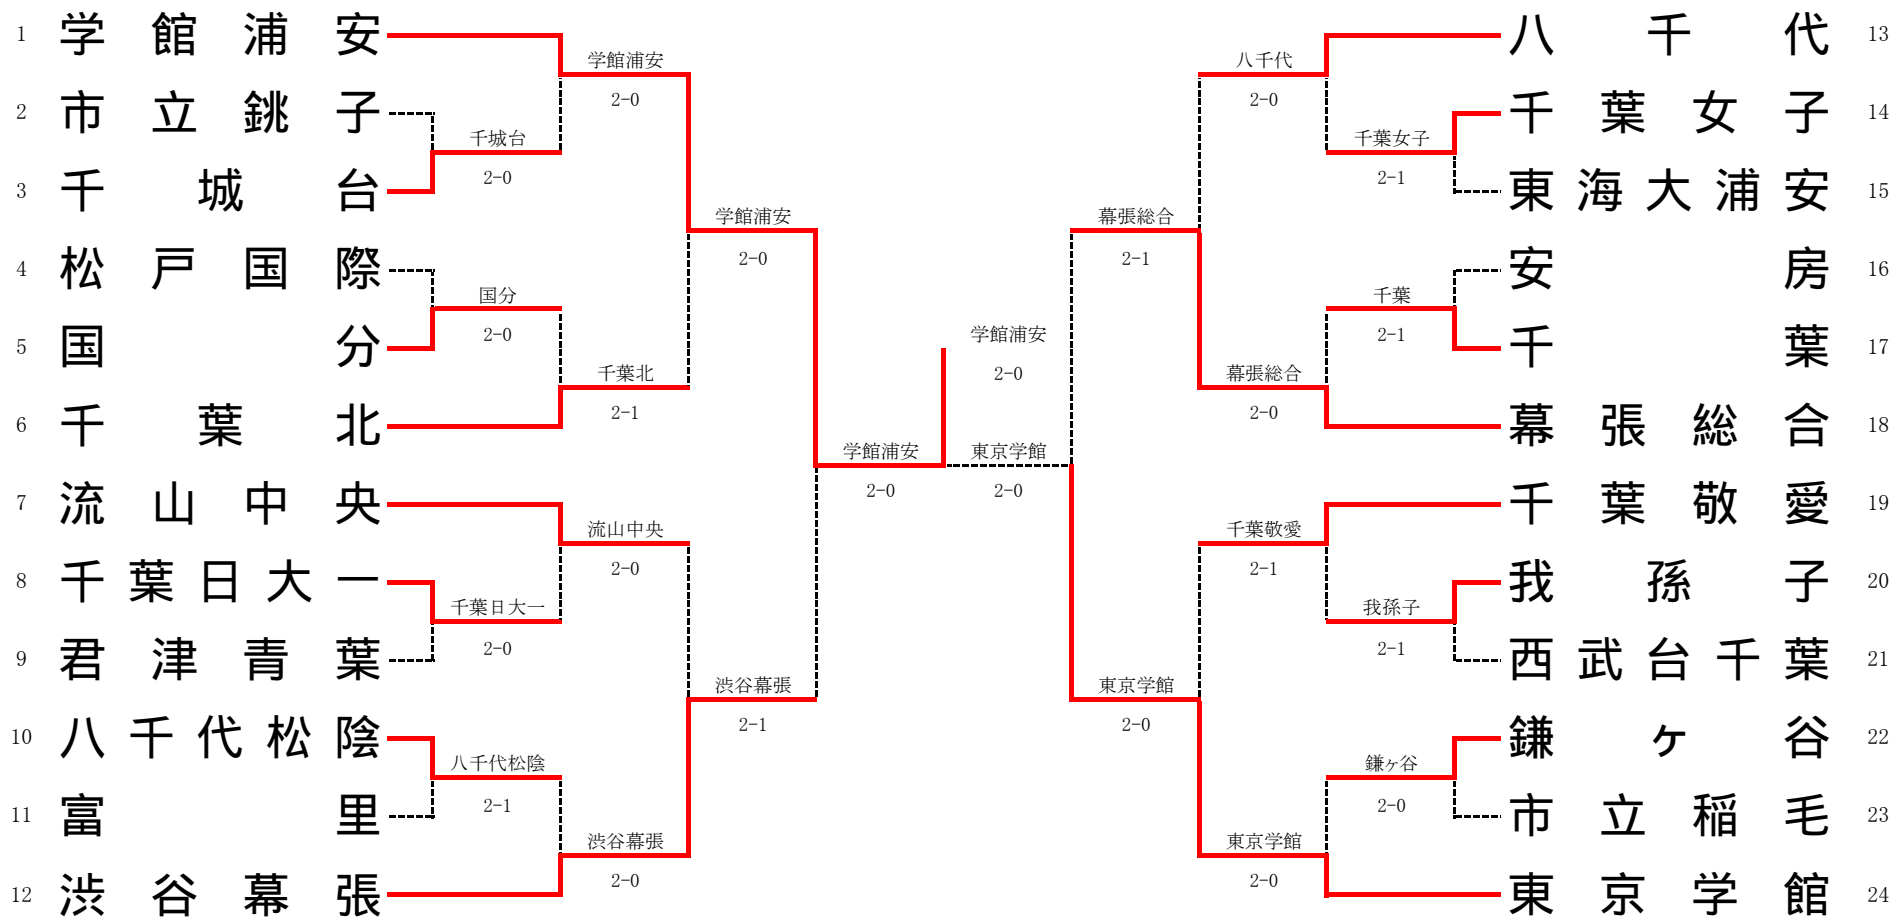 1 学館浦安
2 市立銚子
3 千城台
4 松戸国際
5 国分
6 千葉北
7 流山中央
8 千葉日大一
9 君津青葉
10 八千代松陰
11 富里
12 渋谷幕張
千城台
2-0
国分
2-0
千葉日大一
2-0
八千代松陰
2-1
学館浦安
2-0
千葉北
2-1
流山中央
2-0
渋谷幕張
2-0
学館浦安
2-0
渋谷幕張
2-1
学館浦安
2-0
学館浦安
2-0
東京学館
2-0
幕張総合
2-1
東京学館
2-0
八千代
2-0
幕張総合
2-0
千葉敬愛
2-1
東京学館
2-0
千葉女子
2-1
千葉
2-1
我孫子
2-1
鎌ヶ谷
2-0
八千代 13
千葉女子 14
東海大浦安 15
安房 16
千葉 17
幕張総合 18
千葉敬愛 19
我孫子 20
西武台千葉 21
鎌ヶ谷 22
市立稲毛 23
東京学館 24